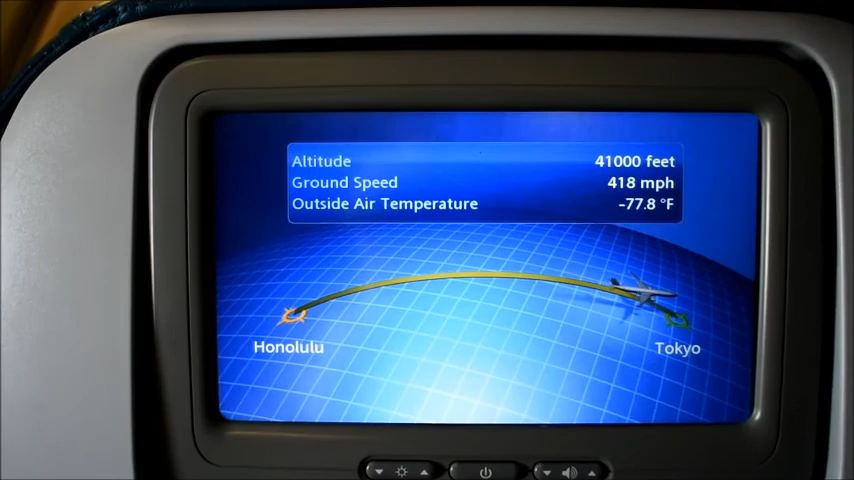 Altitude 41000 feet
Ground Speed 418 mph
Outside Air Temperature -77.8 °F
Honolulu Tokyo